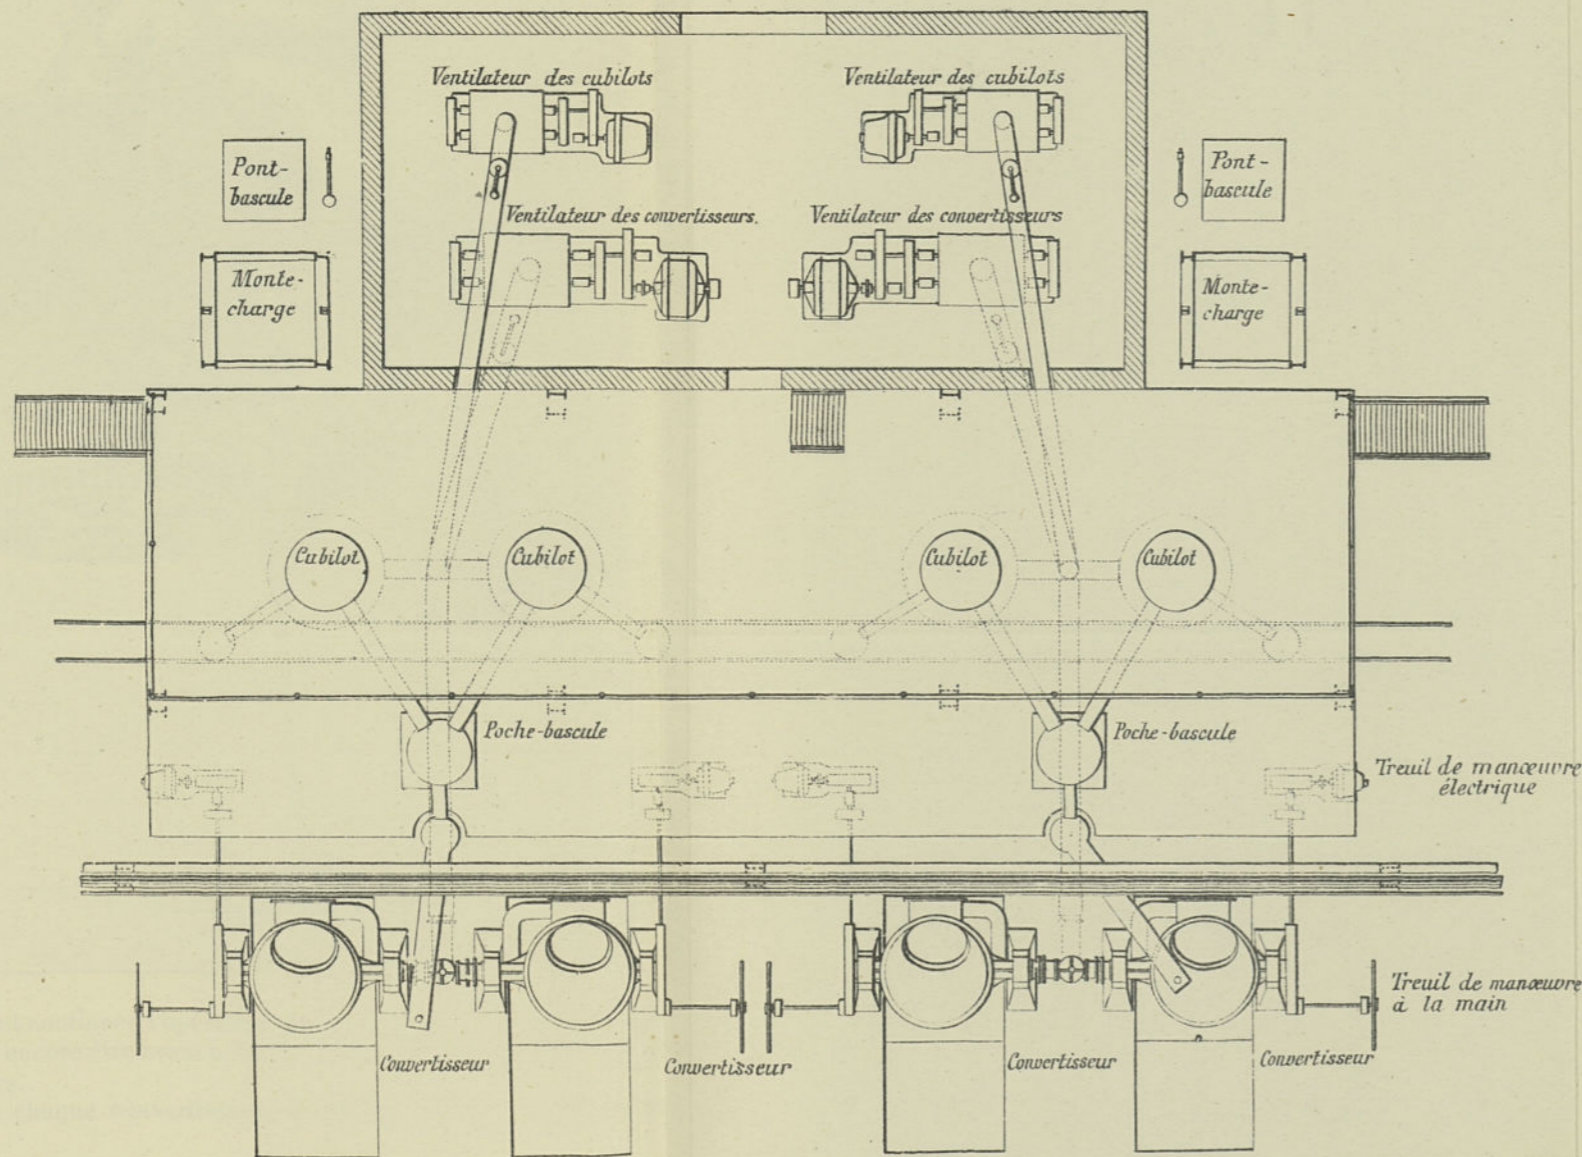 Ventilateur des cubilots
Ventilateur des cubilots
Pont-
bascule
Pont-
bascule
Ventilateur des convertisseurs.
Ventilateur des convertisseurs
Monte-
charge
Monte-
charge
Cubilot
Cubilot
Cubilot
Cubilot
Poche-bascule
Poche-bascule
Treuil de manœuvre
électrique
Treuil de manœuvre
à la main
Convertisseur
Convertisseur
Convertisseur
Convertisseur